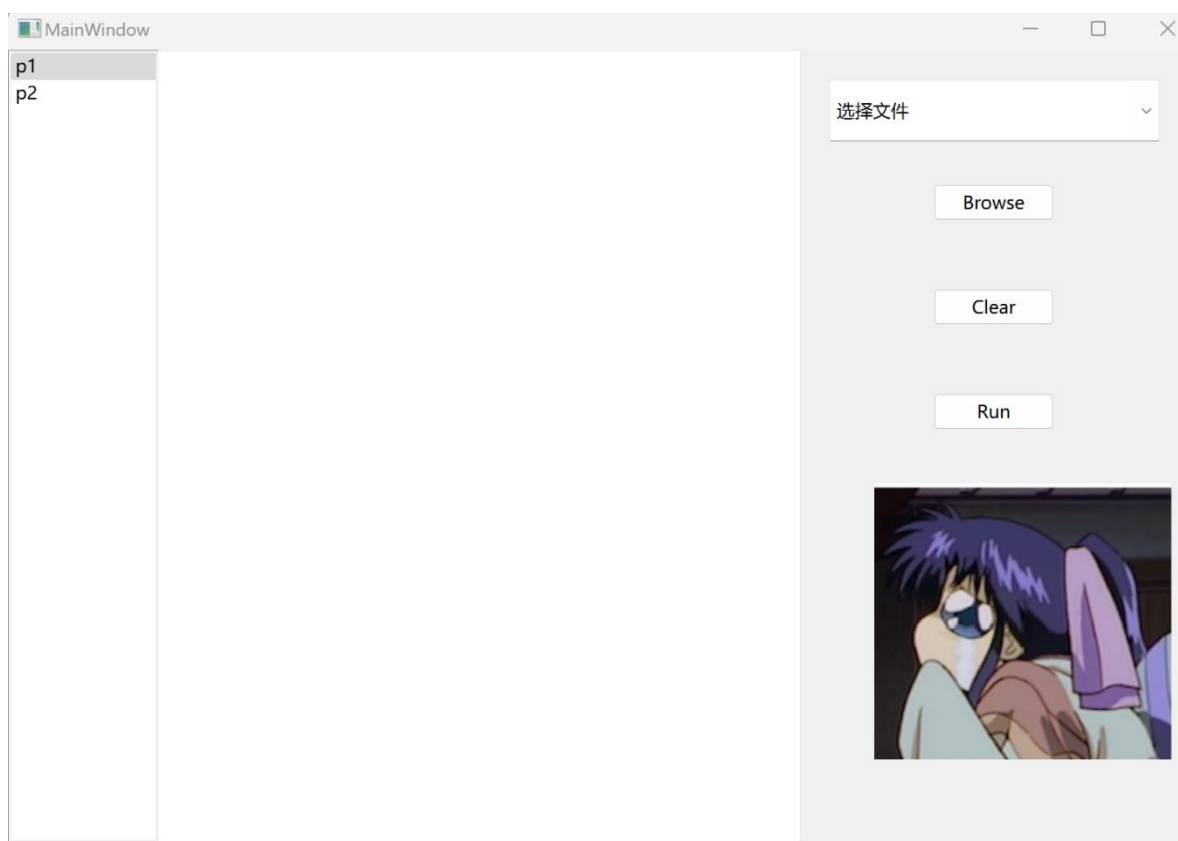 MainWindow
p1
p2
选择文件
Browse
Clear
Run